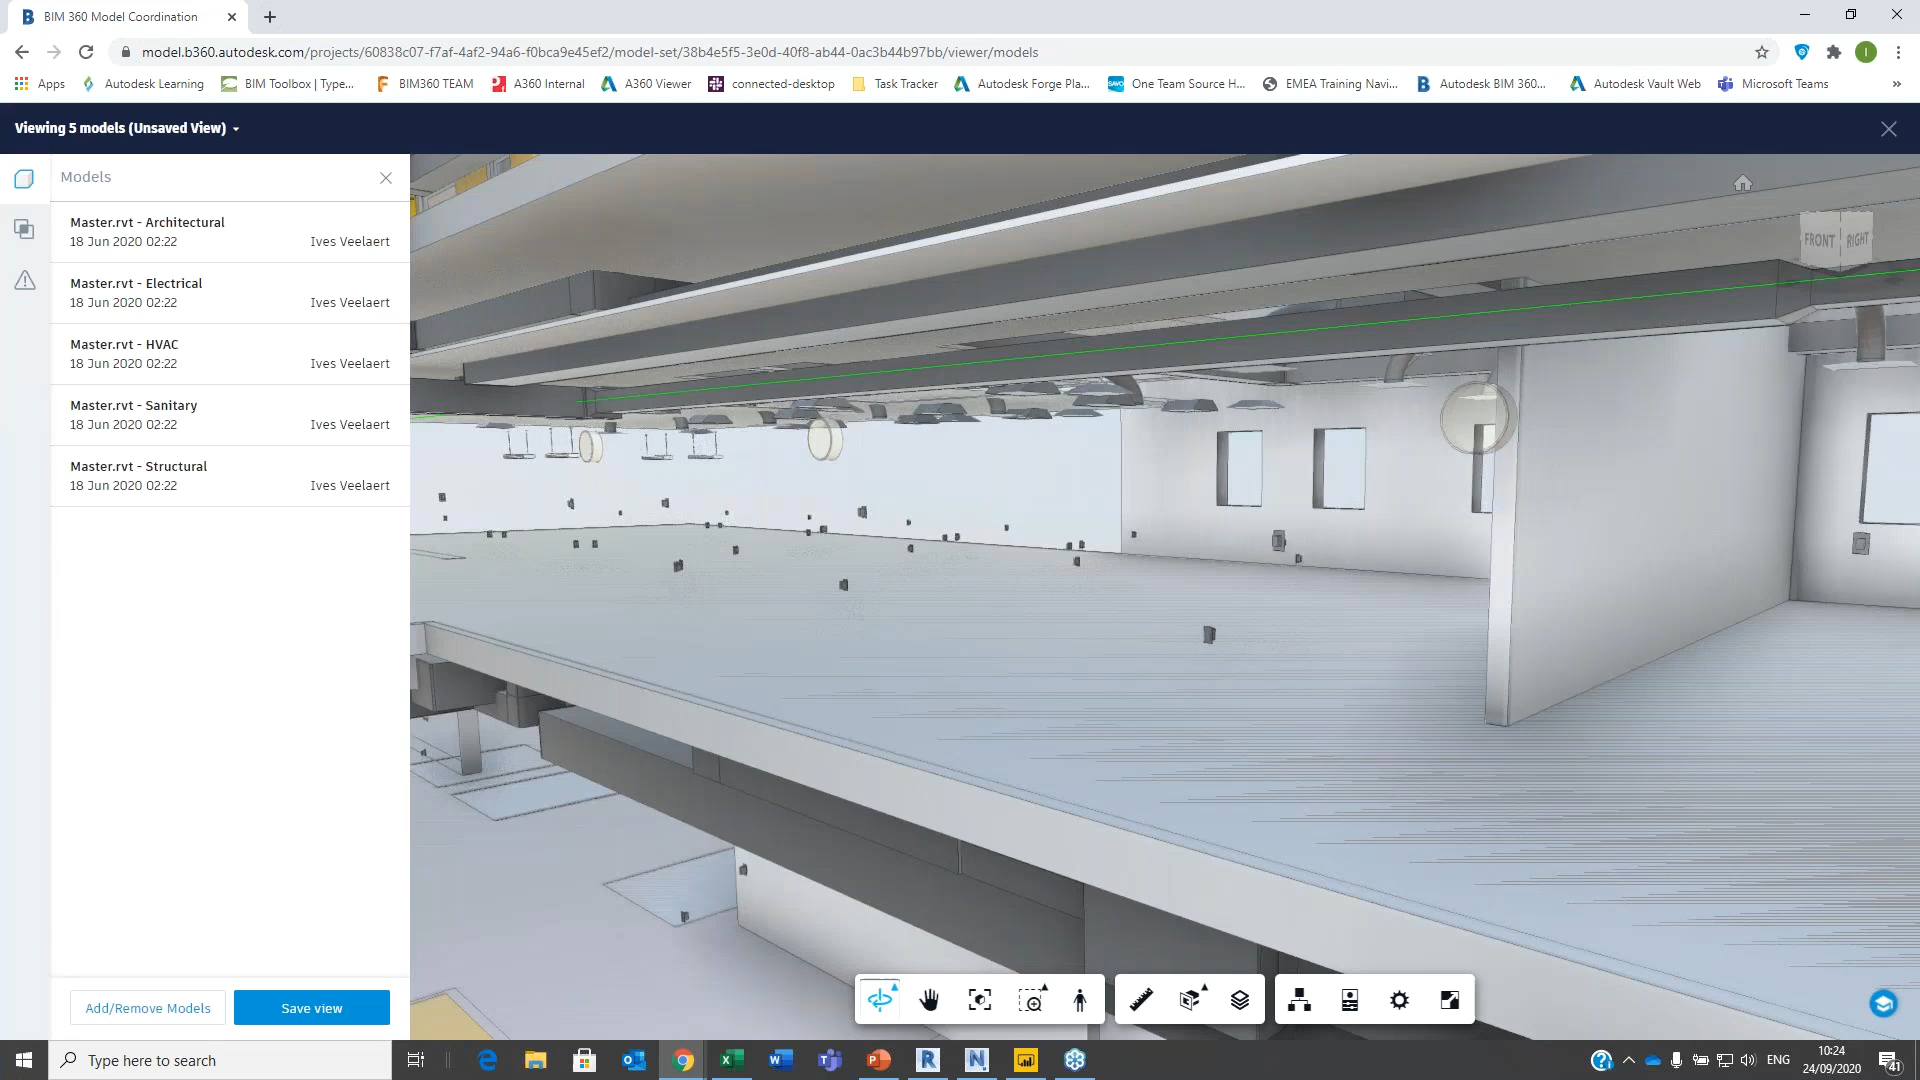 BIM 360 Model Coordination
model.b360.autodesk.com/projects/60838c07-f7af-4af2-94a6-f0bca9e45ef2/model-set/38b4e5f5-3e0d-40f8-ab44-0ac3b44b97bb/viewer/models
I
Apps Autodesk Learning BIM Toolbox | Type... BIM360 TEAM A360 Internal A360 Viewer connected-desktop Task Tracker Autodesk Forge Pla... One Team Source H... EMEA Training Navi... Autodesk BIM 360... Autodesk Vault Web Microsoft Teams »
Viewing 5 models (Unsaved View)
Models
Master.rvt - Architectural
18 Jun 2020 02:22 Ives Veelaert
Master.rvt - Electrical
18 Jun 2020 02:22 Ives Veelaert
Master.rvt - HVAC
18 Jun 2020 02:22 Ives Veelaert
Master.rvt - Sanitary
18 Jun 2020 02:22 Ives Veelaert
Master.rvt - Structural
18 Jun 2020 02:22 Ives Veelaert
FRONT RIGHT
Add/Remove Models Save view
Type here to search
ENG
10:24
24/09/2020
41